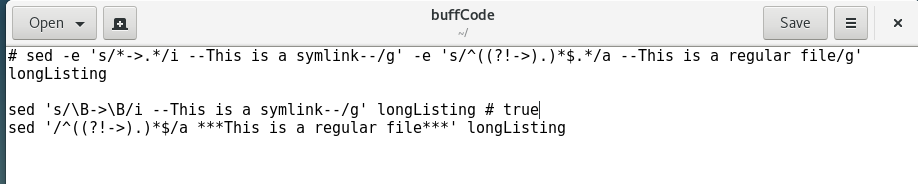 Open
buffCode
~/
Save
# sed -e 's/*->.*/i --This is a symlink--/g' -e 's/^((?!->).)*$.*/a --This is a regular file/g'
longListing
sed 's/\B->\B/i --This is a symlink--/g' longListing # true
sed '/^((?!->).)*$/a ***This is a regular file***' longListing